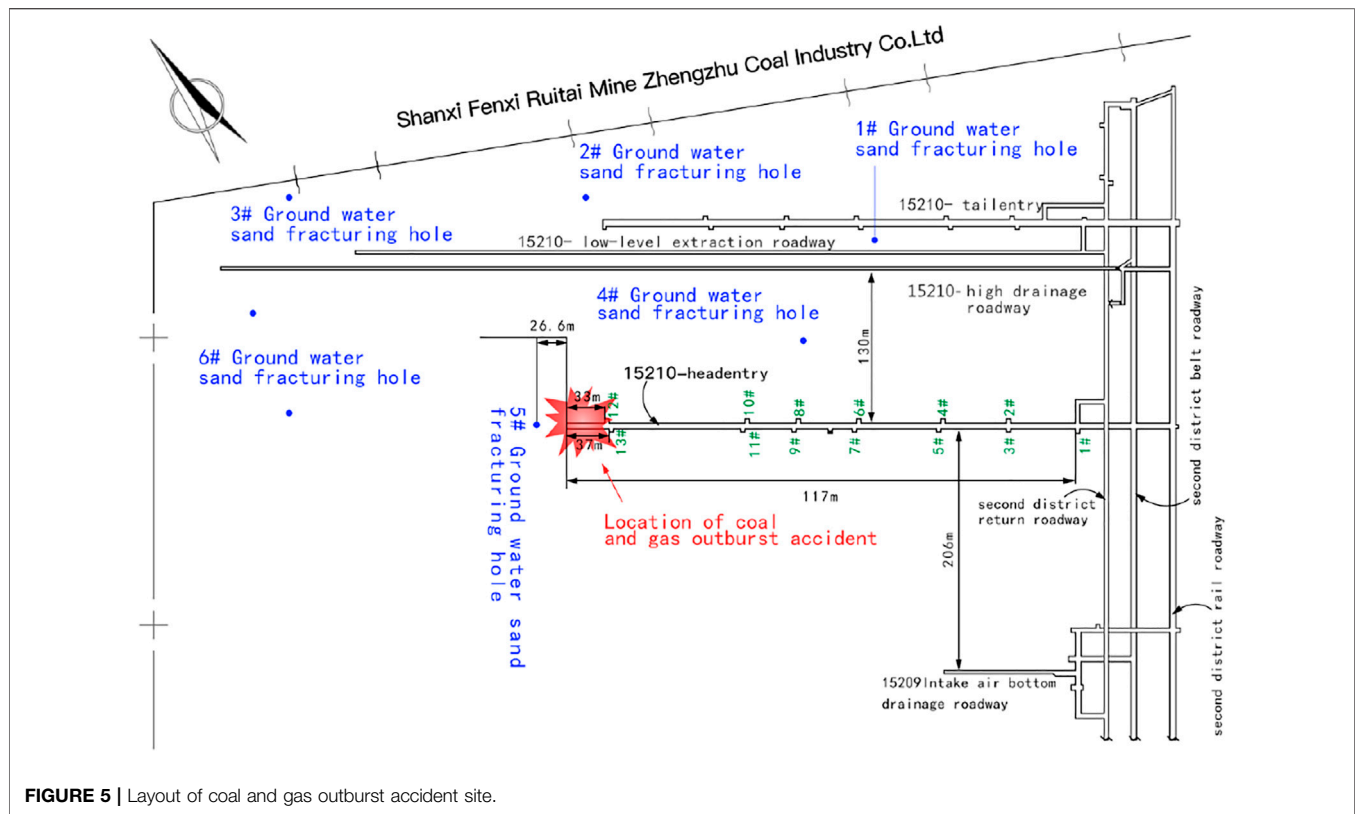 Shanxi Fenxi Ruitai Mine Zhengzhu Coal Industry Co.Ltd
1# Ground water
sand fracturing hole
2# Ground water
sand fracturing hole
3# Ground water
sand fracturing hole
15210- tailentry
15210- low-level extraction roadway
15210-high drainage
roadway
4# Ground water
sand fracturing hole
26.6m
130m
6# Ground water
sand fracturing hole
15210-headentry
33m
12#
10#
8#
6#
4#
2#
37m
13#
11#
9#
7#
5#
3#
1#
5# Ground water sand
fracturing hole
117m
Location of coal
and gas outburst accident
second district
return roadway
second district belt roadway
206m
second district rail roadway
15209Intake air bottom
drainage roadway
FIGURE 5 | Layout of coal and gas outburst accident site.